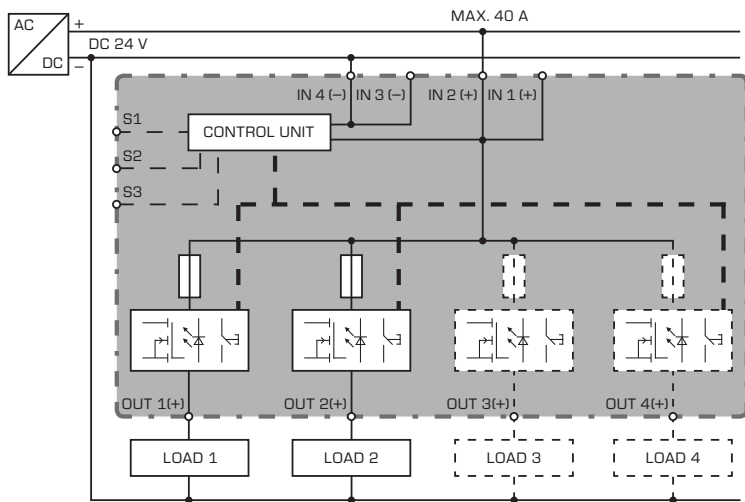 AC
+
MAX. 40 A
DC
−
DC 24 V
IN 4 (−)
IN 3 (−)
IN 2 (+)
IN 1 (+)
S1
CONTROL UNIT
S2
S3
OUT 1(+)
OUT 2(+)
OUT 3(+)
OUT 4(+)
LOAD 1
LOAD 2
LOAD 3
LOAD 4